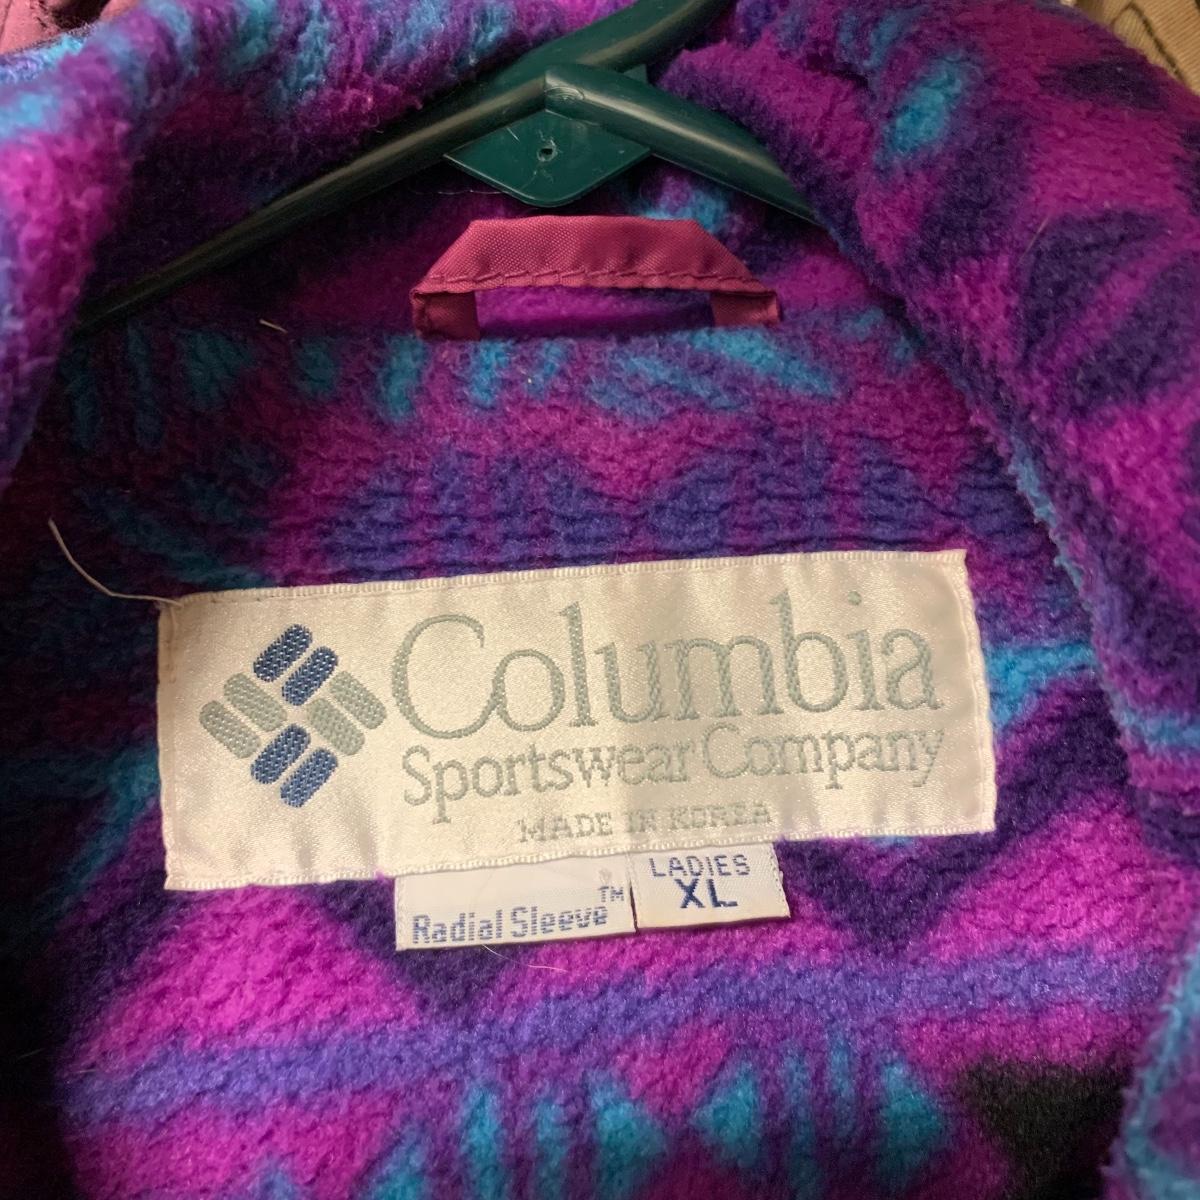 Columbia
Sportswear Company
MADE IN KOREA
Radial Sleeve™
LADIES
XL